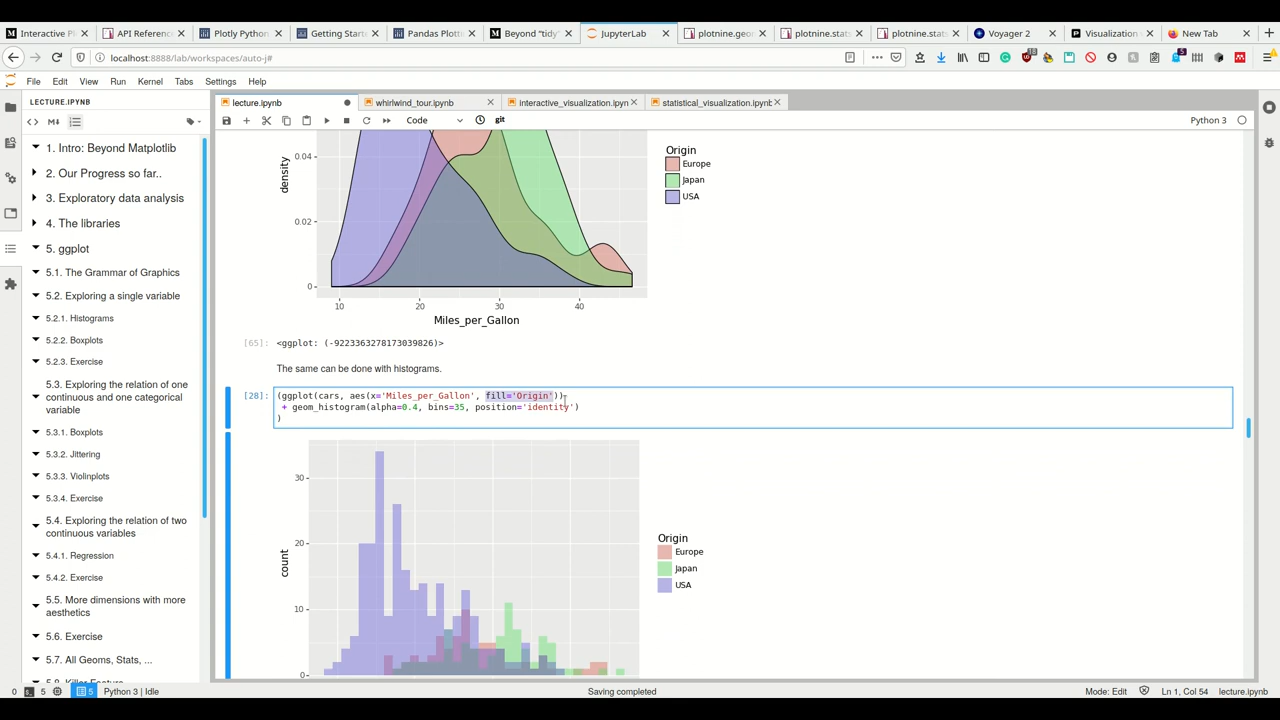 Interactive Pl
API Reference
Plotly Python
Getting Starte
Pandas Plotti
Beyond "tidy"
JupyterLab
plotnine.geo
plotnine.stats
plotnine.stats
Voyager 2
Visualization
New Tab
localhost:8888/lab/workspaces/auto-j#
File Edit View Run Kernel Tabs Settings Help
LECTURE.IPYNB
lecture.ipynb
whirlwind_tour.ipynb
interactive_visualization.ipyn
statistical_visualization.ipynb
Code
git
Python 3
1. Intro: Beyond Matplotlib
2. Our Progress so far..
3. Exploratory data analysis
4. The libraries
5. ggplot
5.1. The Grammar of Graphics
5.2. Exploring a single variable
5.2.1. Histograms
5.2.2. Boxplots
5.2.3. Exercise
5.3. Exploring the relation of one
continuous and one categorical
variable
5.3.1. Boxplots
5.3.2. Jittering
5.3.3. Violinplots
5.3.4. Exercise
5.4. Exploring the relation of two
continuous variables
5.4.1. Regression
5.4.2. Exercise
5.5. More dimensions with more
aesthetics
5.6. Exercise
5.7. All Geoms, Stats, ...
density
0.04
0.02
0
10 20 30 40
Miles_per_Gallon
Origin
Europe
Japan
USA
[65]: <ggplot: (-9223363278173039826)>
The same can be done with histograms.
[28]: (ggplot(cars, aes(x='Miles_per_Gallon', fill='Origin'))
+ geom_histogram(alpha=0.4, bins=35, position='identity')
)
count
30
20
10
0
Origin
Europe
Japan
USA
0 5 5 Python 3 | Idle
Saving completed
Mode: Edit
Ln 1, Col 54
lecture.ipynb